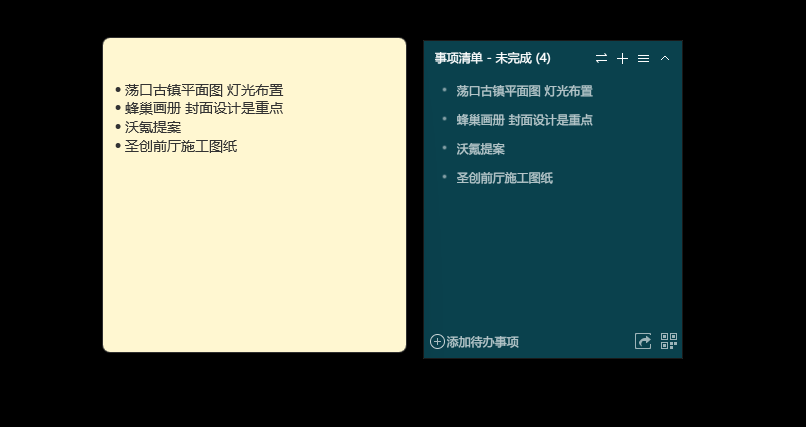 • 荡口古镇平面图 灯光布置
• 蜂巢画册 封面设计是重点
• 沃氪提案
• 圣创前厅施工图纸
事项清单 - 未完成 (4)
• 荡口古镇平面图 灯光布置
• 蜂巢画册 封面设计是重点
• 沃氪提案
• 圣创前厅施工图纸
添加待办事项